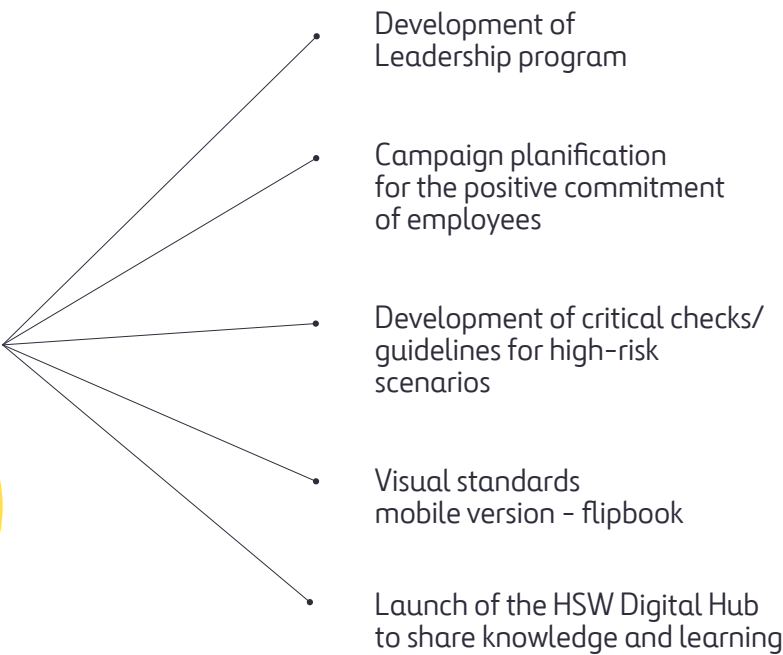 Development of
Leadership program
Campaign planification
for the positive commitment
of employees
Development of critical checks/
guidelines for high-risk
scenarios
Visual standards
mobile version - flipbook
Launch of the HSW Digital Hub
to share knowledge and learning